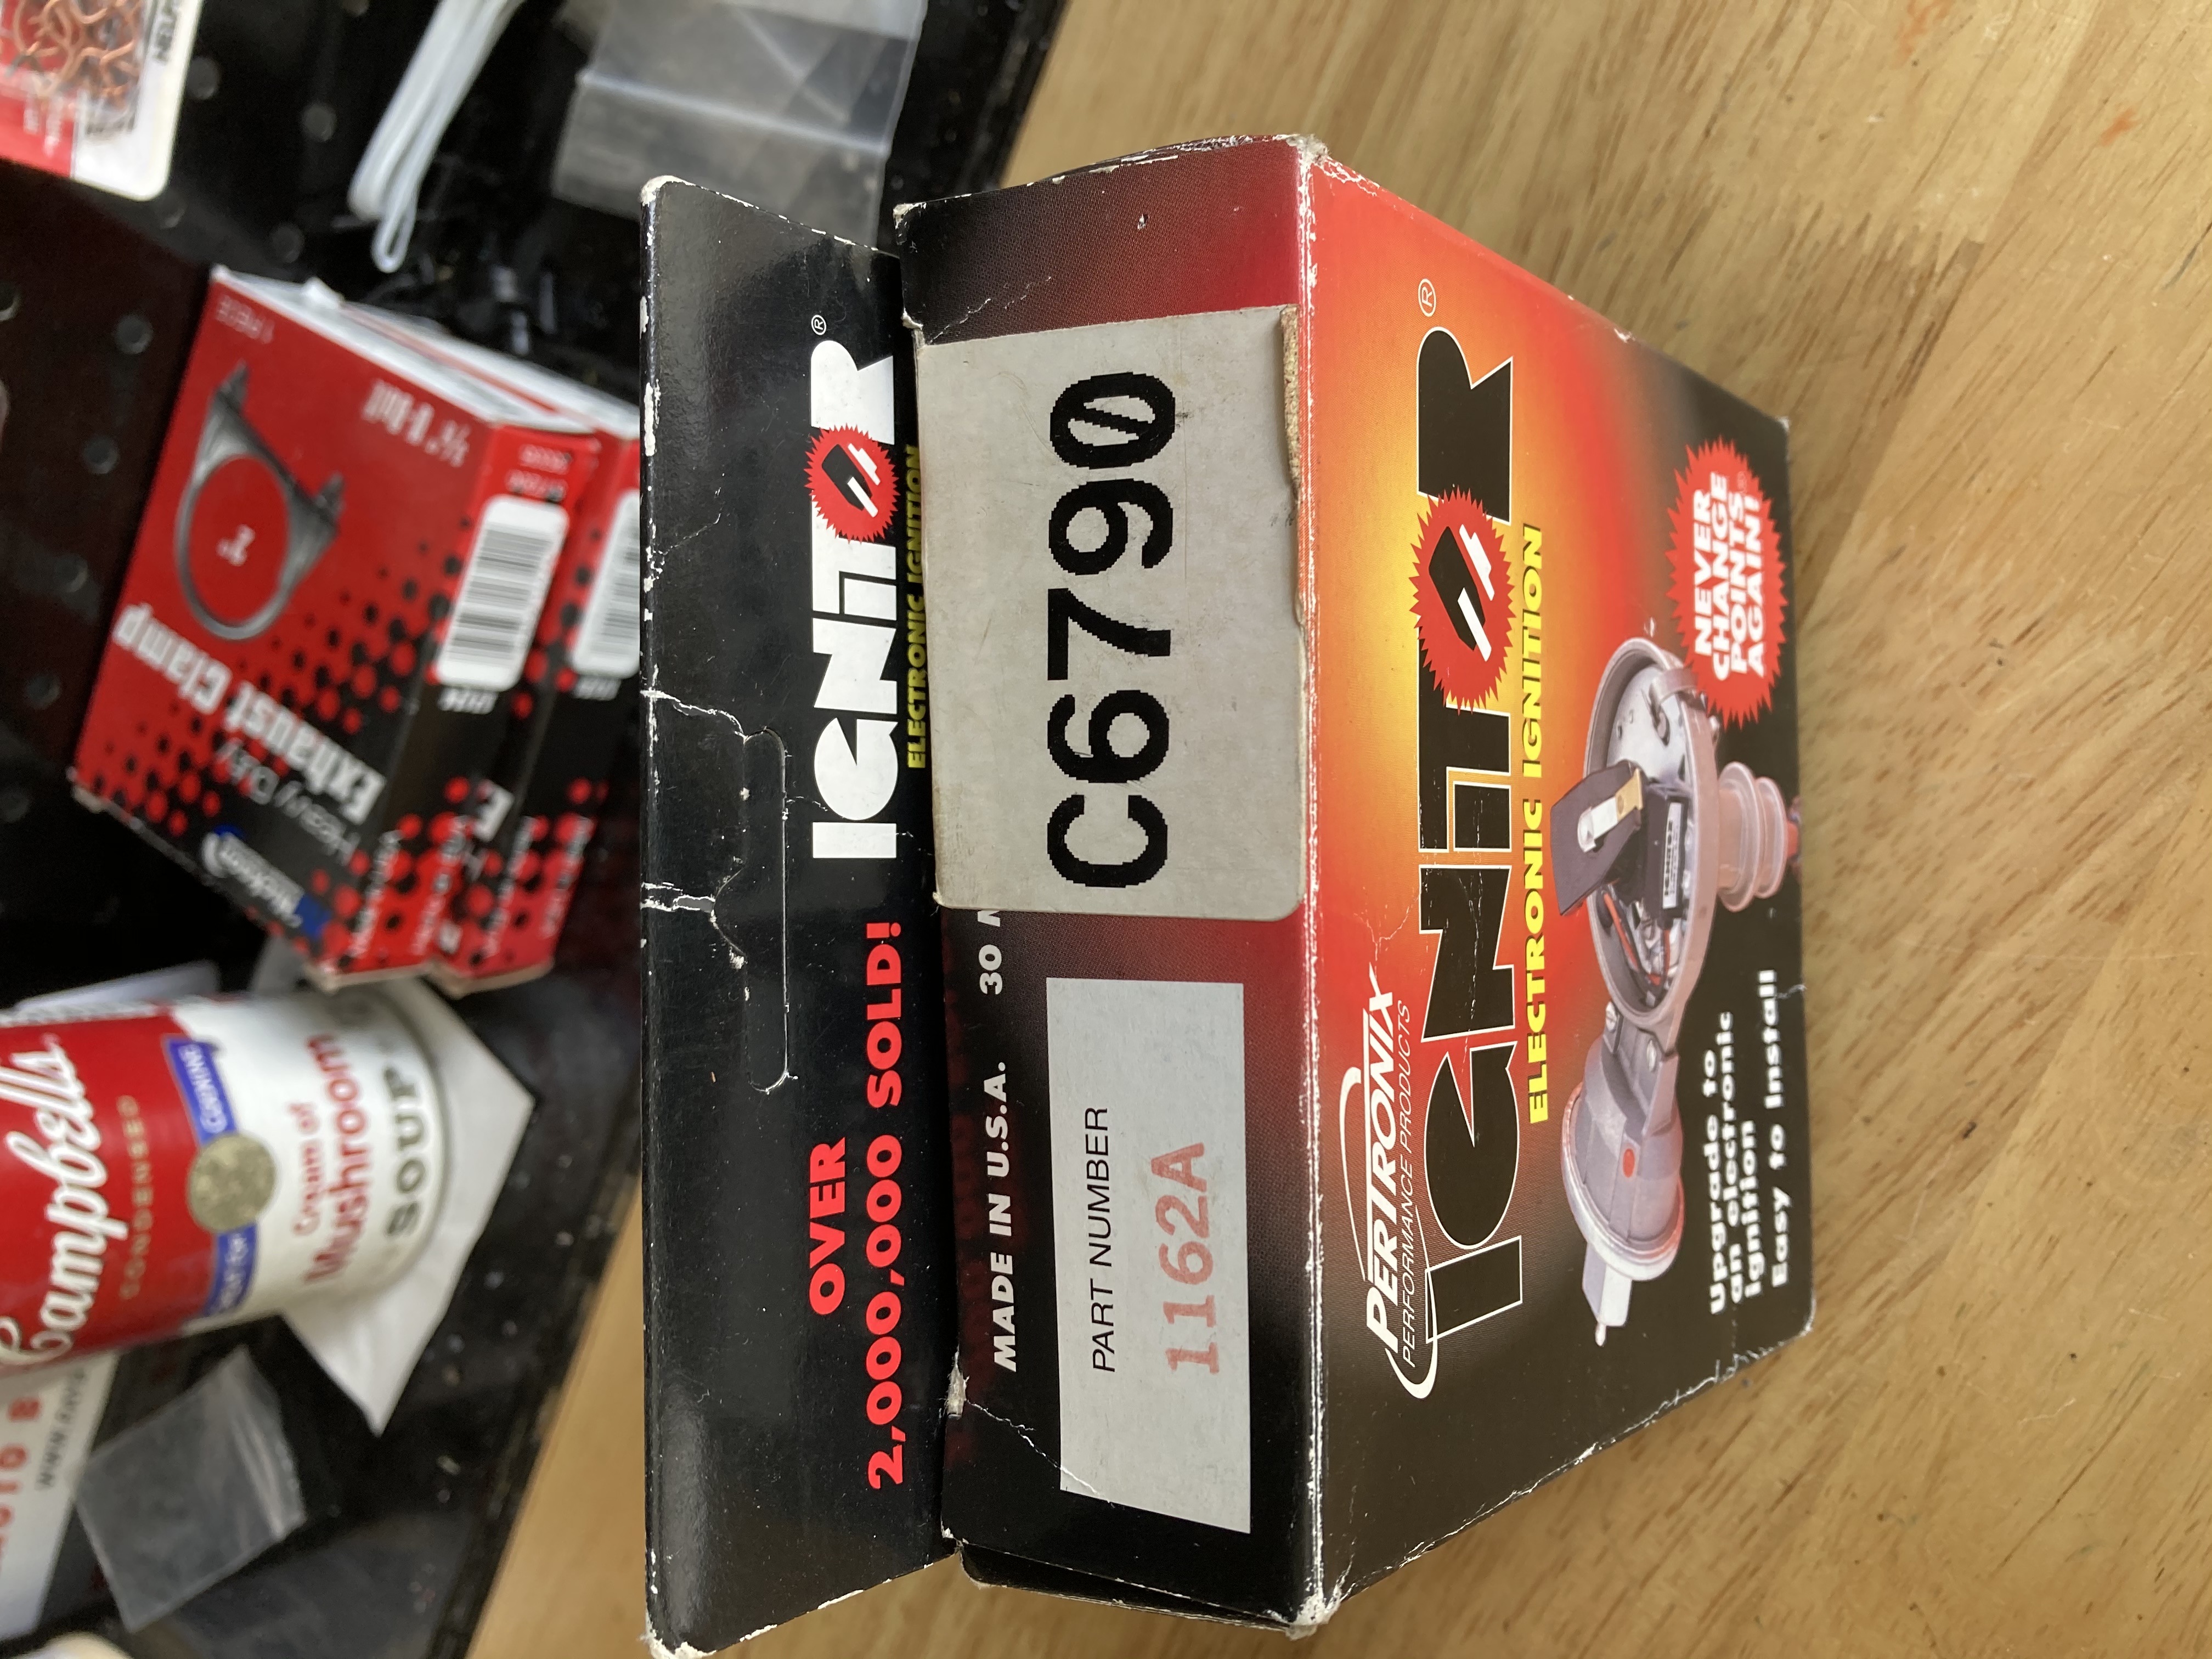 IGNITOR®
ELECTRONIC IGNITION
OVER
2,000,000 SOLD!
MADE IN U.S.A.
30
C6790
PART NUMBER
1162A
PERTRONIX
PERFORMANCE PRODUCTS
IGNITOR®
ELECTRONIC IGNITION
NEVER
CHANGE
POINTS
AGAIN!
Upgrade to
an electronic
ignition
Easy to Install
Heavy Duty
Exhaust Clamp
1 PIECE
Campbell's
CONDENSED
Cream of
Mushroom
SOUP